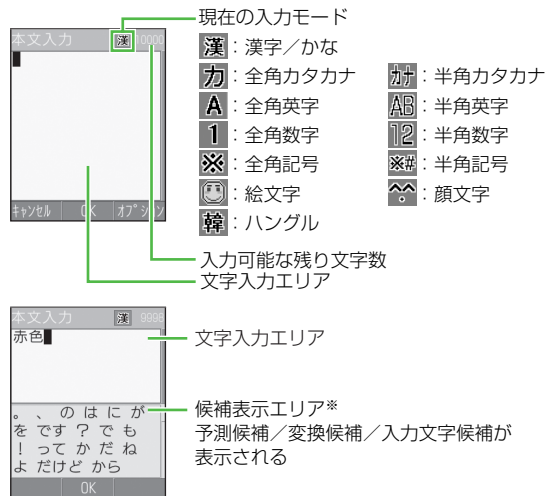 現在の入力モード
本文入力 漢 0000
漢:漢字/かな
カ:全角カタカナ カナ:半角カタカナ
A:全角英字 AB:半角英字
1:全角数字 12:半角数字
※:全角記号 ※#:半角記号
:絵文字 ^^:顔文字
韓:ハングル
キャンセル OK オプション
入力可能な残り文字数
文字入力エリア
本文入力 漢 9998
赤色
文字入力エリア
。 、 の は に が
を です ? で も
! って か だ ね
よ だけど から
OK
候補表示エリア※
予測候補/変換候補/入力文字候補が
表示される